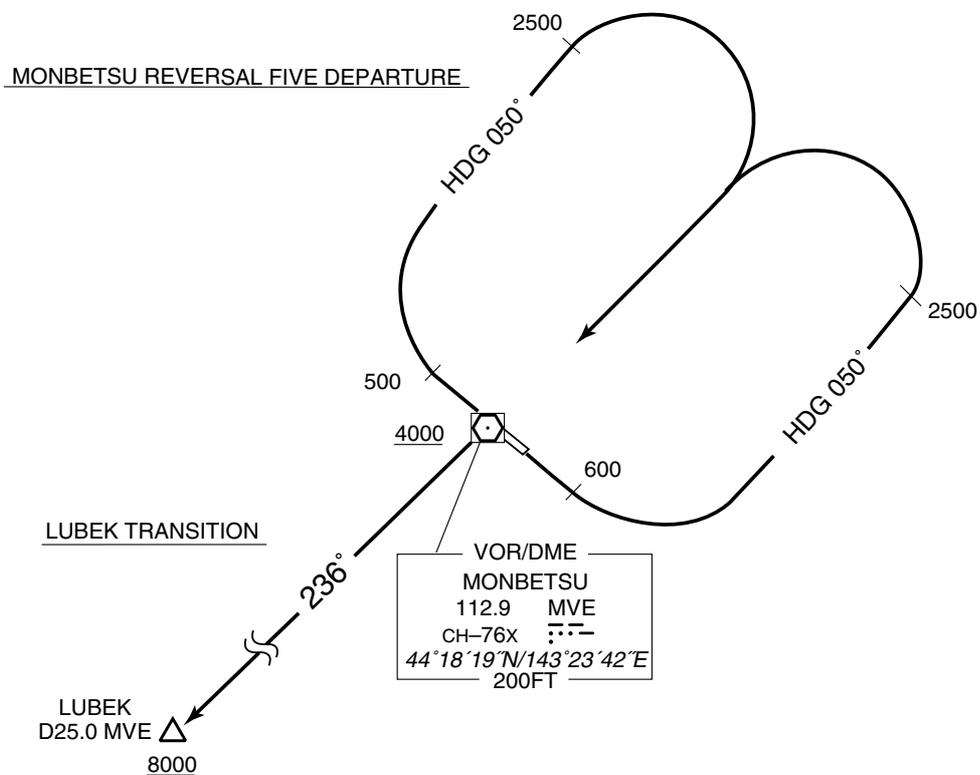 2500
MONBETSU REVERSAL FIVE DEPARTURE
HDG 050°
2500
500
HDG 050°
4000
600
LUBEK TRANSITION
236°
VOR/DME
MONBETSU
112.9 MVE
CH–76X
44°18´19˝N/143°23´42˝E
200FT
LUBEK
D25.0 MVE
8000